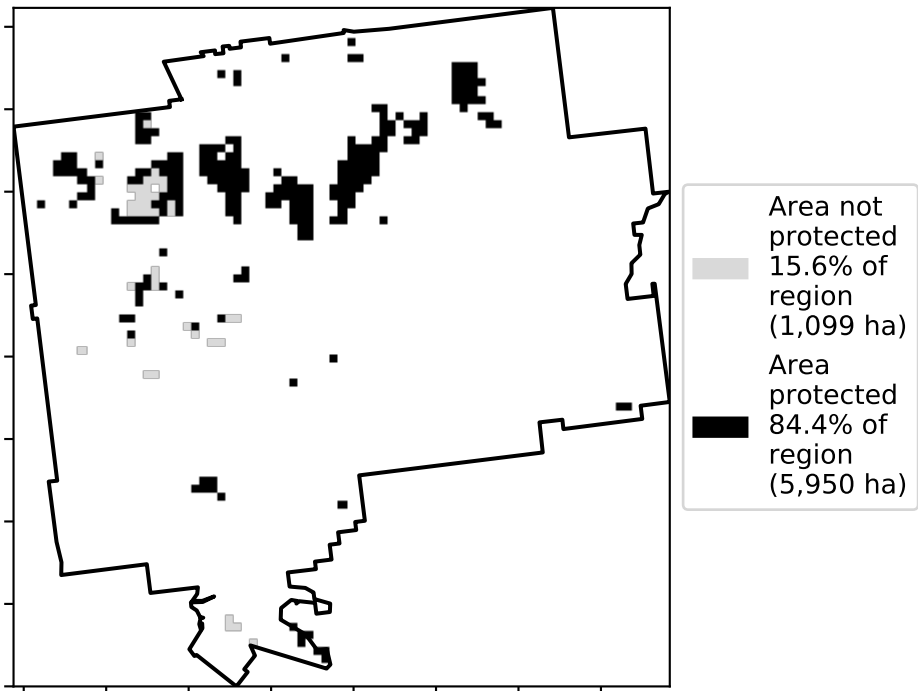 Area not
protected
15.6% of
region
(1,099 ha)
Area
protected
84.4% of
region
(5,950 ha)